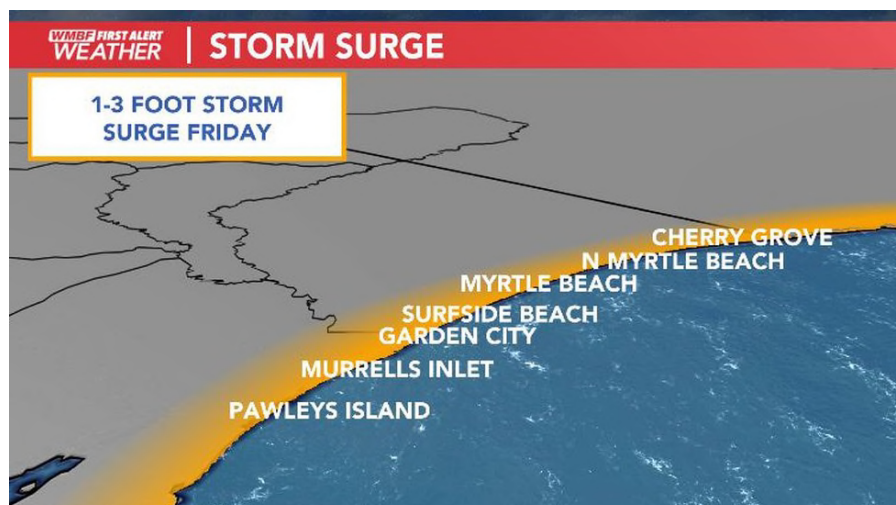 WMBF FIRST ALERT
WEATHER
STORM SURGE
1-3 FOOT STORM
SURGE FRIDAY
CHERRY GROVE
N MYRTLE BEACH
MYRTLE BEACH
SURFSIDE BEACH
GARDEN CITY
MURRELLS INLET
PAWLEYS ISLAND